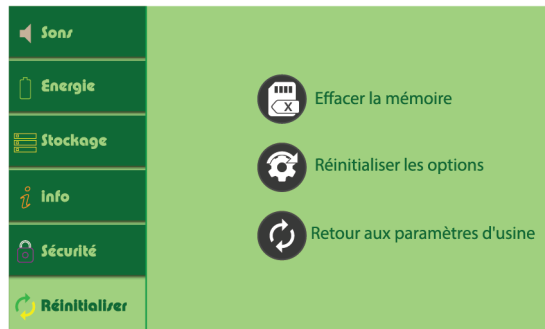 Sons
Energie
Stockage
info
Sécurité
Réinitialiser
Effacer la mémoire
Réinitialiser les options
Retour aux paramètres d'usine